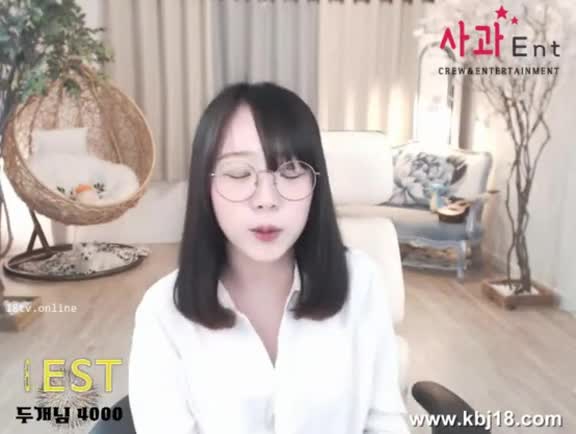 사과 Ent
CREW&ENTERTAINMENT
18tv.online
EST
두개님 4000
www.kbj18.com